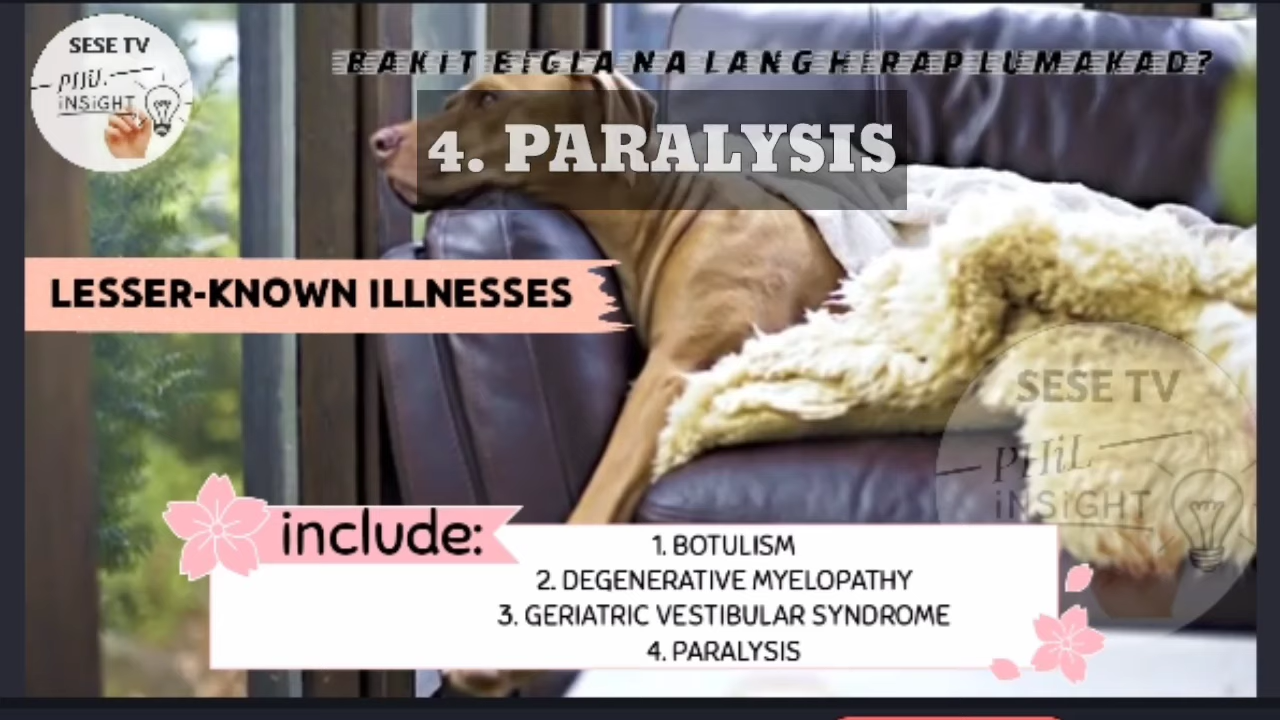 SESE TV
PHiL.
iNSiGHT
BAKIT BIGLA NA LANG HIRAP LUMAKAD?
4. PARALYSIS
LESSER-KNOWN ILLNESSES
SESE TV
PHiL
iNSiGHT
include:
1. BOTULISM
2. DEGENERATIVE MYELOPATHY
3. GERIATRIC VESTIBULAR SYNDROME
4. PARALYSIS